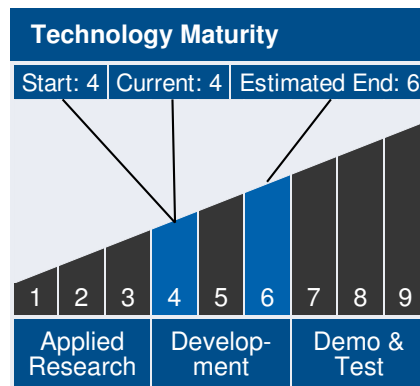 Technology Maturity
Start: 4 Current: 4 Estimated End: 6
1 2 3 4 5 6 7 8 9
Applied Research
Develop-ment
Demo & Test